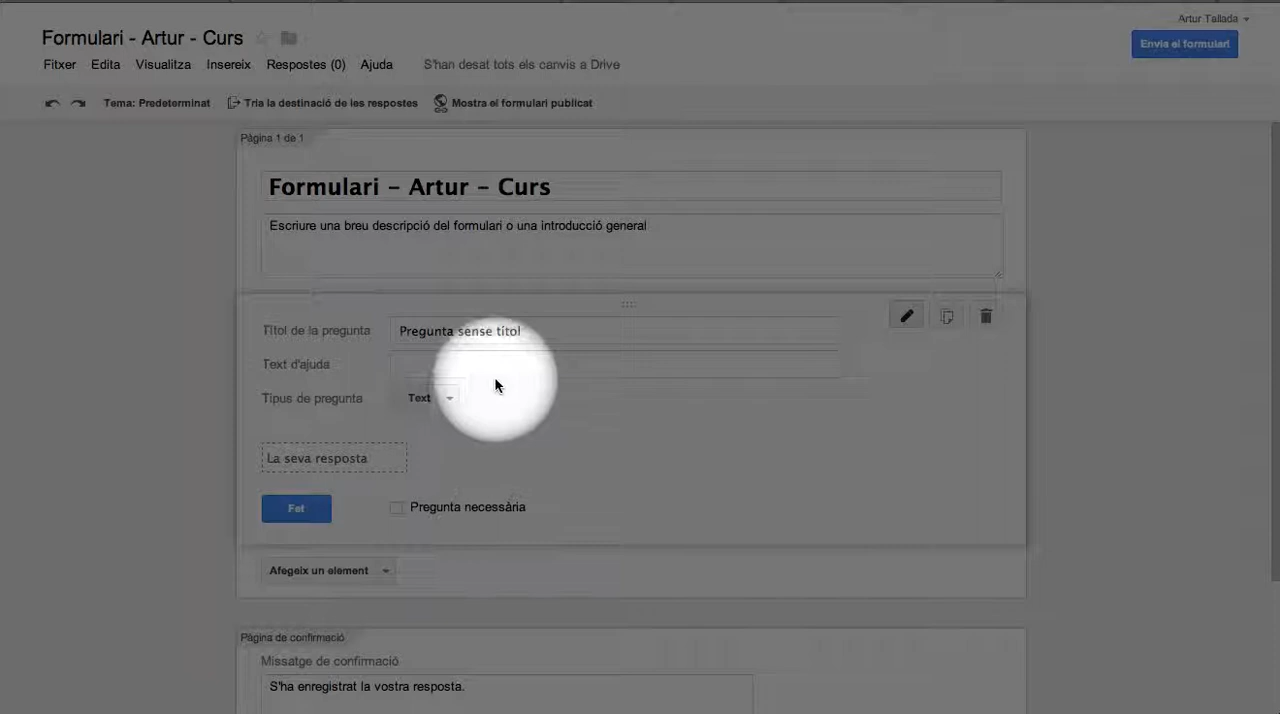 Artur Tallada
Formulari - Artur - Curs
Envia el formulari
Fitxer Edita Visualitza Insereix Respostes (0) Ajuda S'han desat tots els canvis a Drive
Tema: Predeterminat Tria la destinació de les respostes Mostra el formulari publicat
Pàgina 1 de 1
Formulari - Artur - Curs
Escriure una breu descripció del formulari o una introducció general
Títol de la pregunta Pregunta sense títol
Text d'ajuda
Tipus de pregunta Text
La seva resposta
Fet Pregunta necessària
Afegeix un element
Pàgina de confirmació
Missatge de confirmació
S'ha enregistrat la vostra resposta.